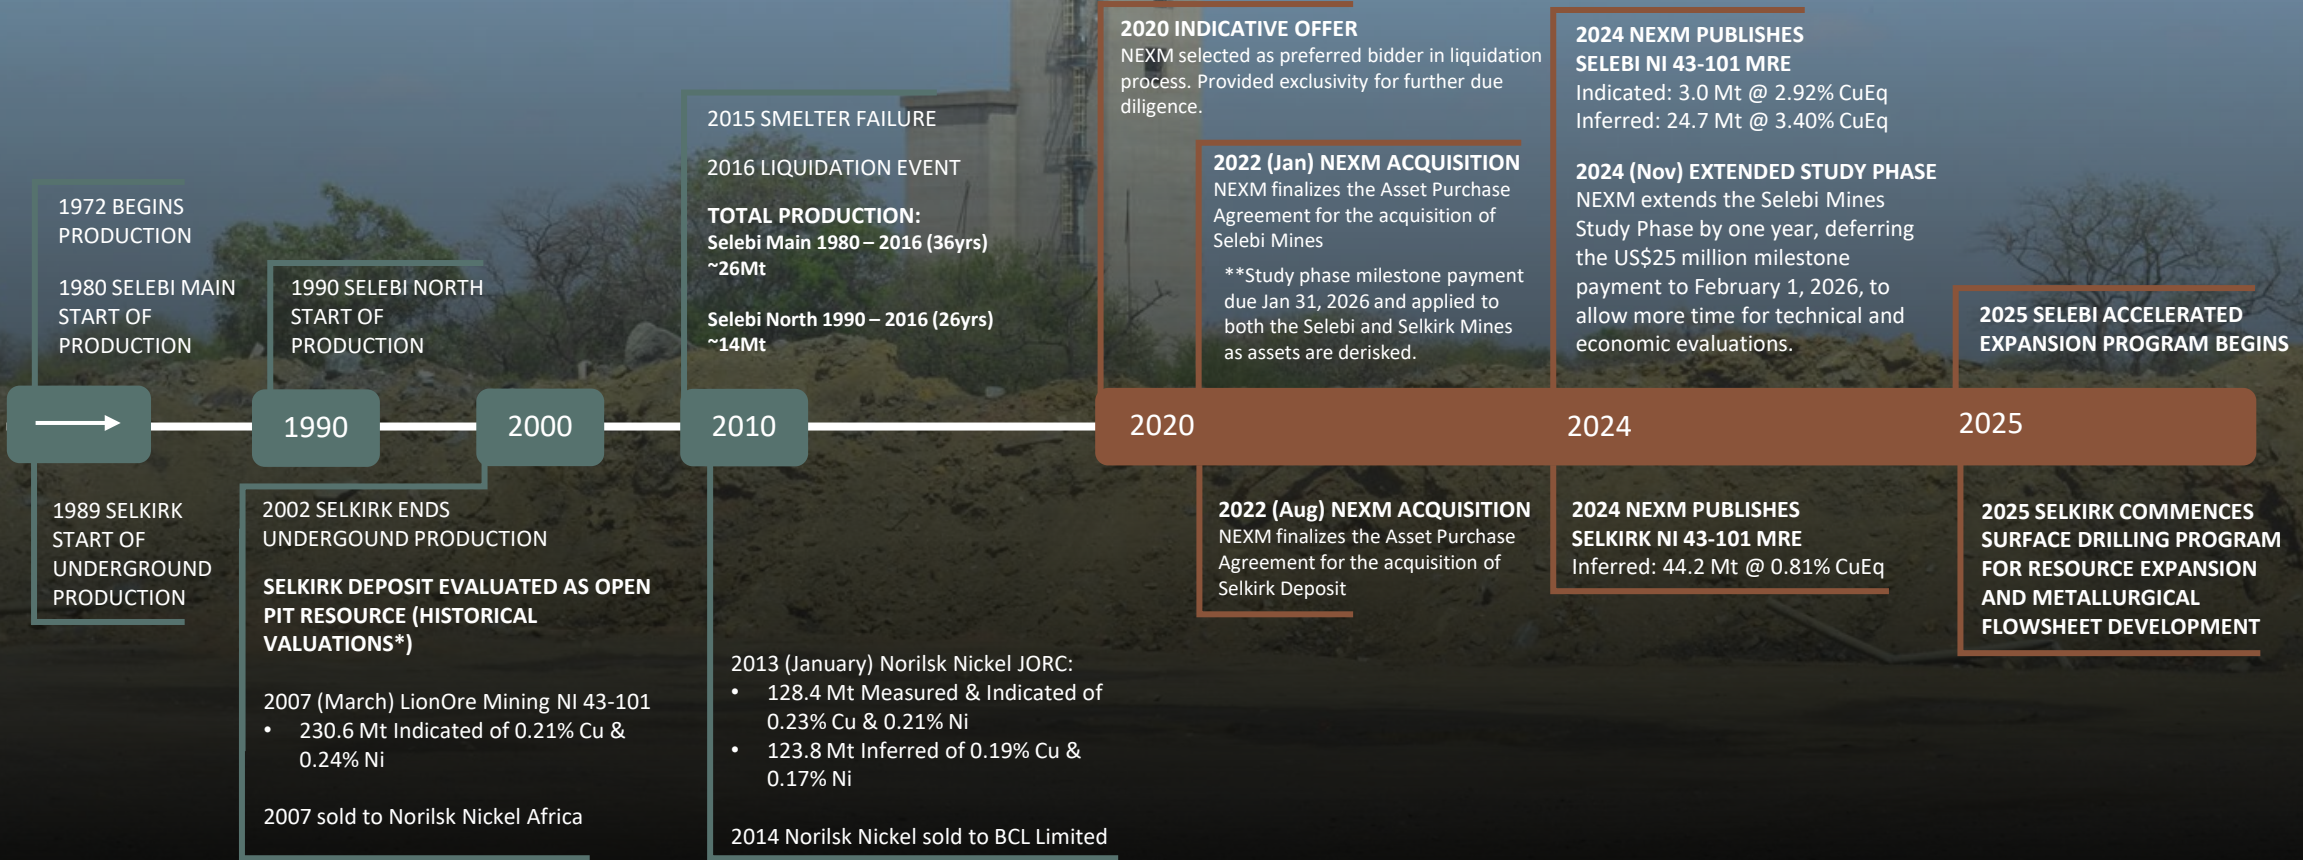 1972 BEGINS
PRODUCTION
1980 SELEBI MAIN
START OF
PRODUCTION
1990 SELEBI NORTH
START OF
PRODUCTION
2015 SMELTER FAILURE
2016 LIQUIDATION EVENT
TOTAL PRODUCTION:
Selebi Main 1980 – 2016 (36yrs)
~26Mt
Selebi North 1990 – 2016 (26yrs)
~14Mt
2020 INDICATIVE OFFER
NEXM selected as preferred bidder in liquidation
process. Provided exclusivity for further due
diligence.
2022 (Jan) NEXM ACQUISITION
NEXM finalizes the Asset Purchase
Agreement for the acquisition of
Selebi Mines
**Study phase milestone payment
due Jan 31, 2026 and applied to
both the Selebi and Selkirk Mines
as assets are derisked.
2024 NEXM PUBLISHES
SELEBI NI 43-101 MRE
Indicated: 3.0 Mt @ 2.92% CuEq
Inferred: 24.7 Mt @ 3.40% CuEq
2024 (Nov) EXTENDED STUDY PHASE
NEXM extends the Selebi Mines
Study Phase by one year, deferring
the US$25 million milestone
payment to February 1, 2026, to
allow more time for technical and
economic evaluations.
2025 SELEBI ACCELERATED
EXPANSION PROGRAM BEGINS
1990
2000
2010
2020
2024
2025
1989 SELKIRK
START OF
UNDERGROUND
PRODUCTION
2002 SELKIRK ENDS
UNDERGOUND PRODUCTION
SELKIRK DEPOSIT EVALUATED AS OPEN
PIT RESOURCE (HISTORICAL
VALUATIONS*)
2007 (March) LionOre Mining NI 43-101
• 230.6 Mt Indicated of 0.21% Cu &
0.24% Ni
2007 sold to Norilsk Nickel Africa
2013 (January) Norilsk Nickel JORC:
• 128.4 Mt Measured & Indicated of
0.23% Cu & 0.21% Ni
• 123.8 Mt Inferred of 0.19% Cu &
0.17% Ni
2014 Norilsk Nickel sold to BCL Limited
2022 (Aug) NEXM ACQUISITION
NEXM finalizes the Asset Purchase
Agreement for the acquisition of
Selkirk Deposit
2024 NEXM PUBLISHES
SELKIRK NI 43-101 MRE
Inferred: 44.2 Mt @ 0.81% CuEq
2025 SELKIRK COMMENCES
SURFACE DRILLING PROGRAM
FOR RESOURCE EXPANSION
AND METALLURGICAL
FLOWSHEET DEVELOPMENT